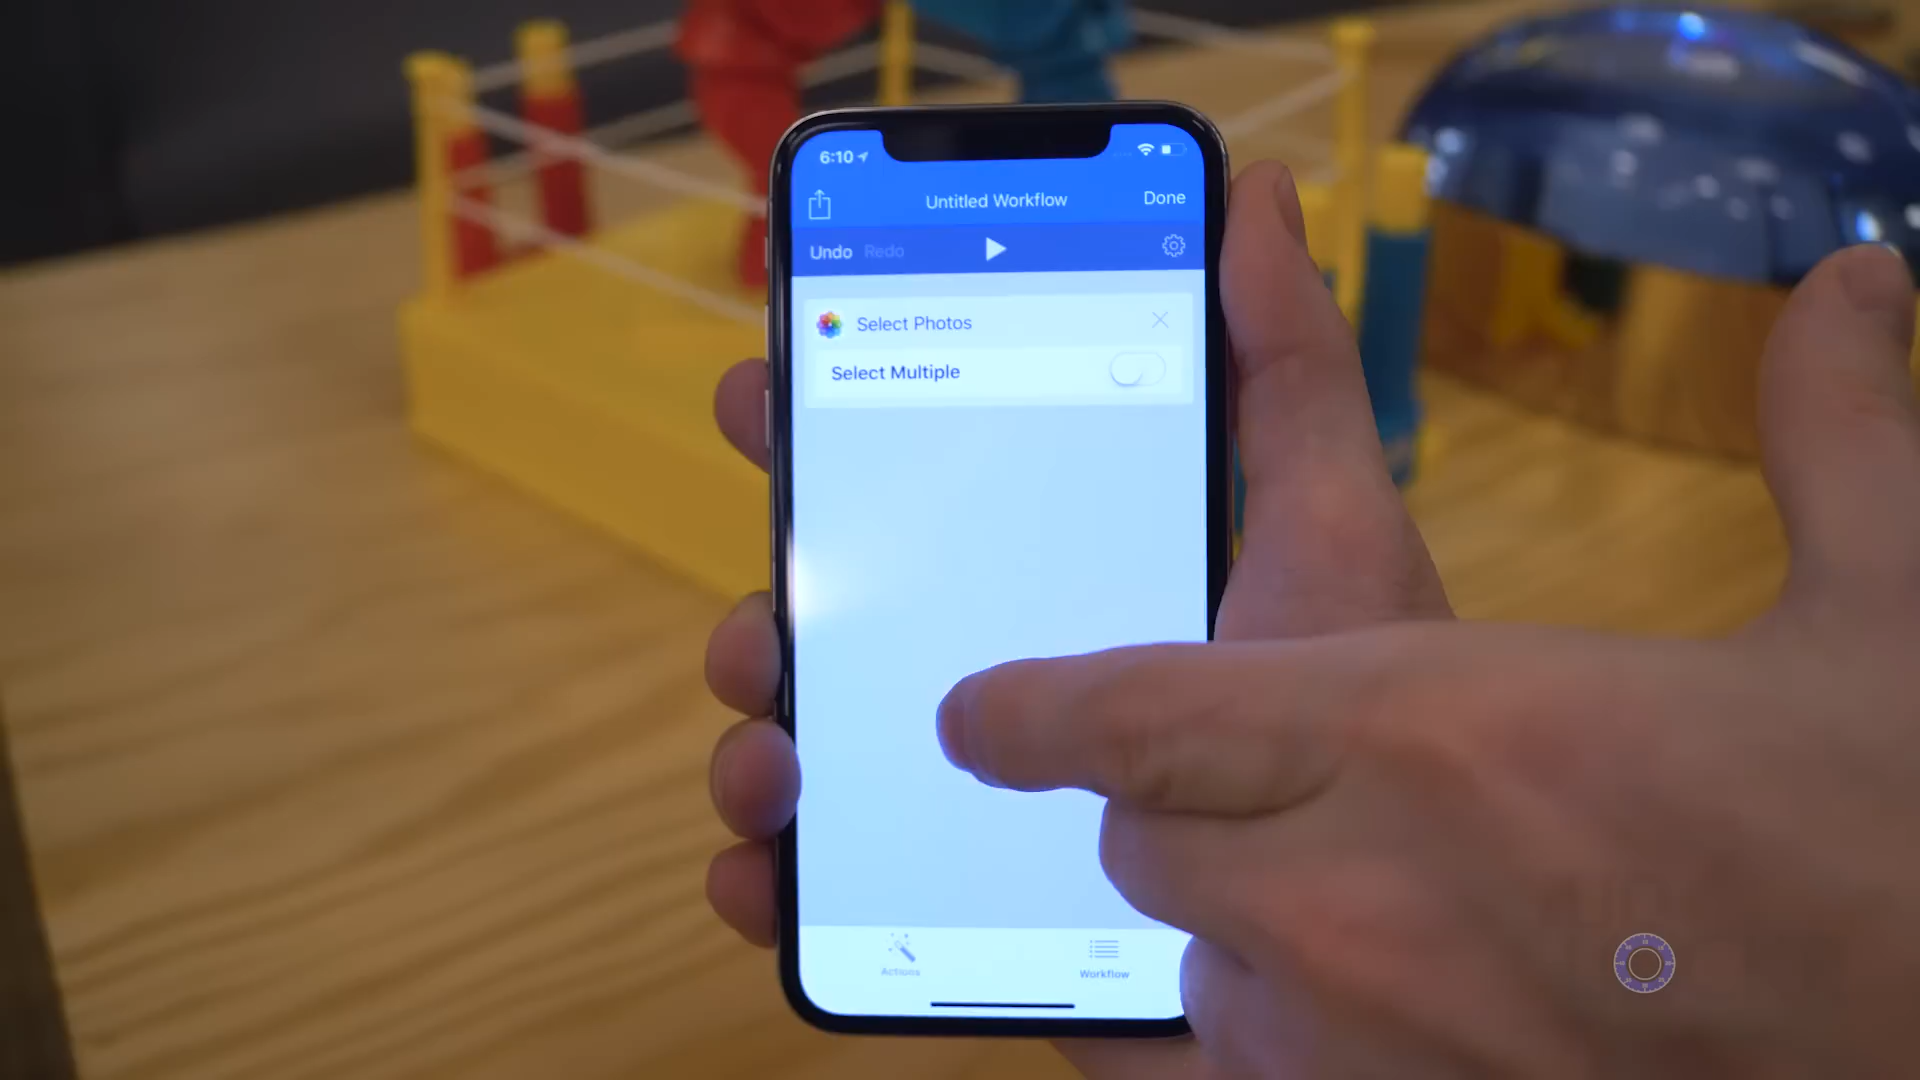 6:10
Untitled Workflow
Done
Undo
Redo
Select Photos
Select Multiple
Actions
Workflow